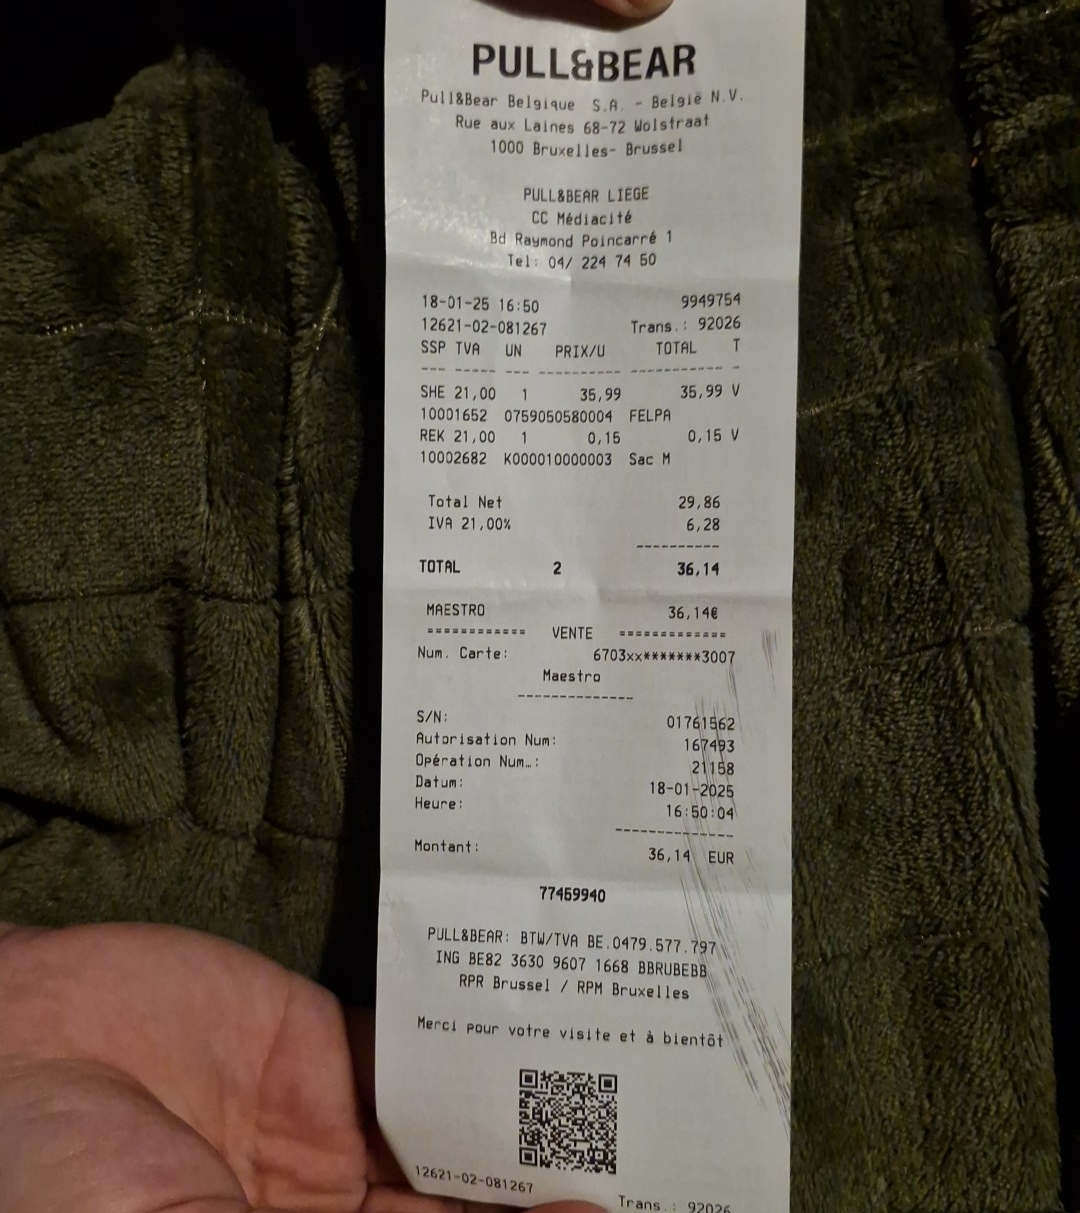 PULL&BEAR
Pull&Bear Belgique S.A. - België N.V.
Rue aux Laines 68-72 Wolstraat
1000 Bruxelles- Brussel
PULL&BEAR LIEGE
CC Médiacité
Bd Raymond Poincarré 1
Tel: 04/ 224 74 50
18-01-25 16:50 9949754
12621-02-081267 Trans.: 92026
SSP TVA UN PRIX/U TOTAL T
--- ----- --- ---------- ----------- -
SHE 21,00 1 35,99 35,99 V
10001652 0759050580004 FELPA
REK 21,00 1 0,15 0,15 V
10002682 K000010000003 Sac M
Total Net 29,86
IVA 21,00% 6,28
----------
TOTAL 2 36,14
MAESTRO 36,14€
============ VENTE =============
Num. Carte: 6703xx*******3007
Maestro
--------------
S/N: 01761562
Autorisation Num: 167493
Opération Num..: 21158
Datum: 18-01-2025
Heure: 16:50:04
--------------
Montant: 36,14 EUR
77459940
PULL&BEAR: BTW/TVA BE.0479.577.797
ING BE82 3630 9607 1668 BBRUBEBB
RPR Brussel / RPM Bruxelles
Merci pour votre visite et à bientôt
12621-02-081267
Trans.: 92026